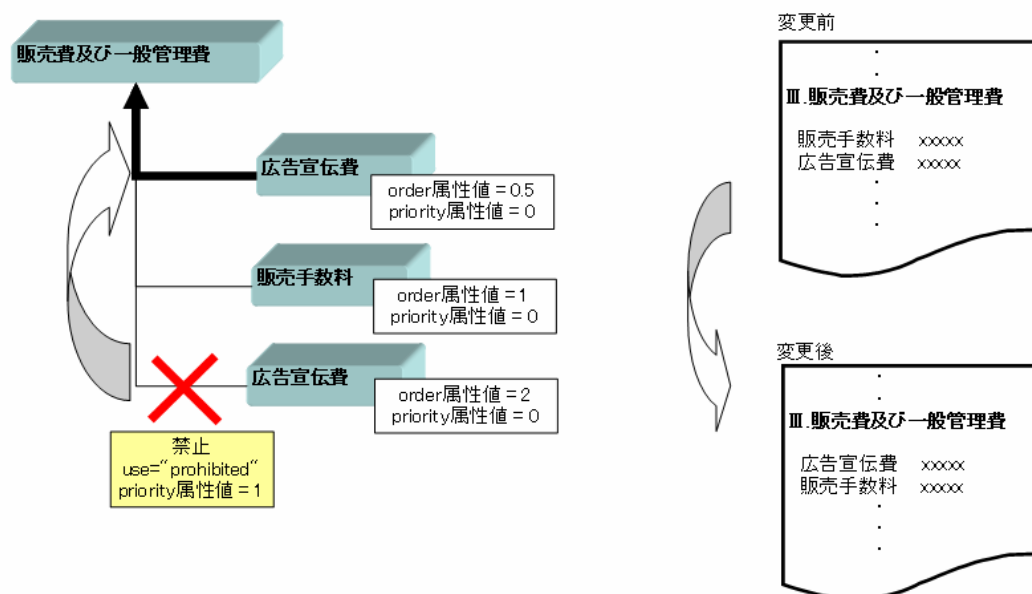 販売費及び一般管理費
広告宣伝費
order属性値=0.5
priority属性値=0
販売手数料
order属性値=1
priority属性値=0
広告宣伝費
order属性値=2
priority属性値=0
禁止
use=“prohibited“
priority属性値=1
変更前
Ⅲ.販売費及び一般管理費
販売手数料 xxxxx
広告宣伝費 xxxxx
変更後
Ⅲ.販売費及び一般管理費
広告宣伝費 xxxxx
販売手数料 xxxxx